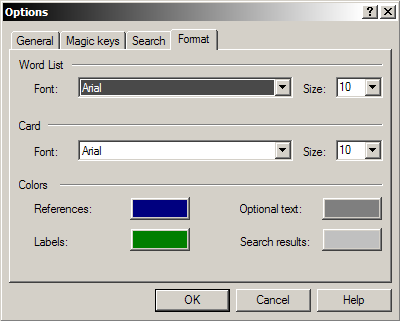 Options
General Magic keys Search Format
Word List
Font: Arial Size: 10
Card
Font: Arial Size: 10
Colors
References: Optional text:
Labels: Search results:
OK Cancel Help